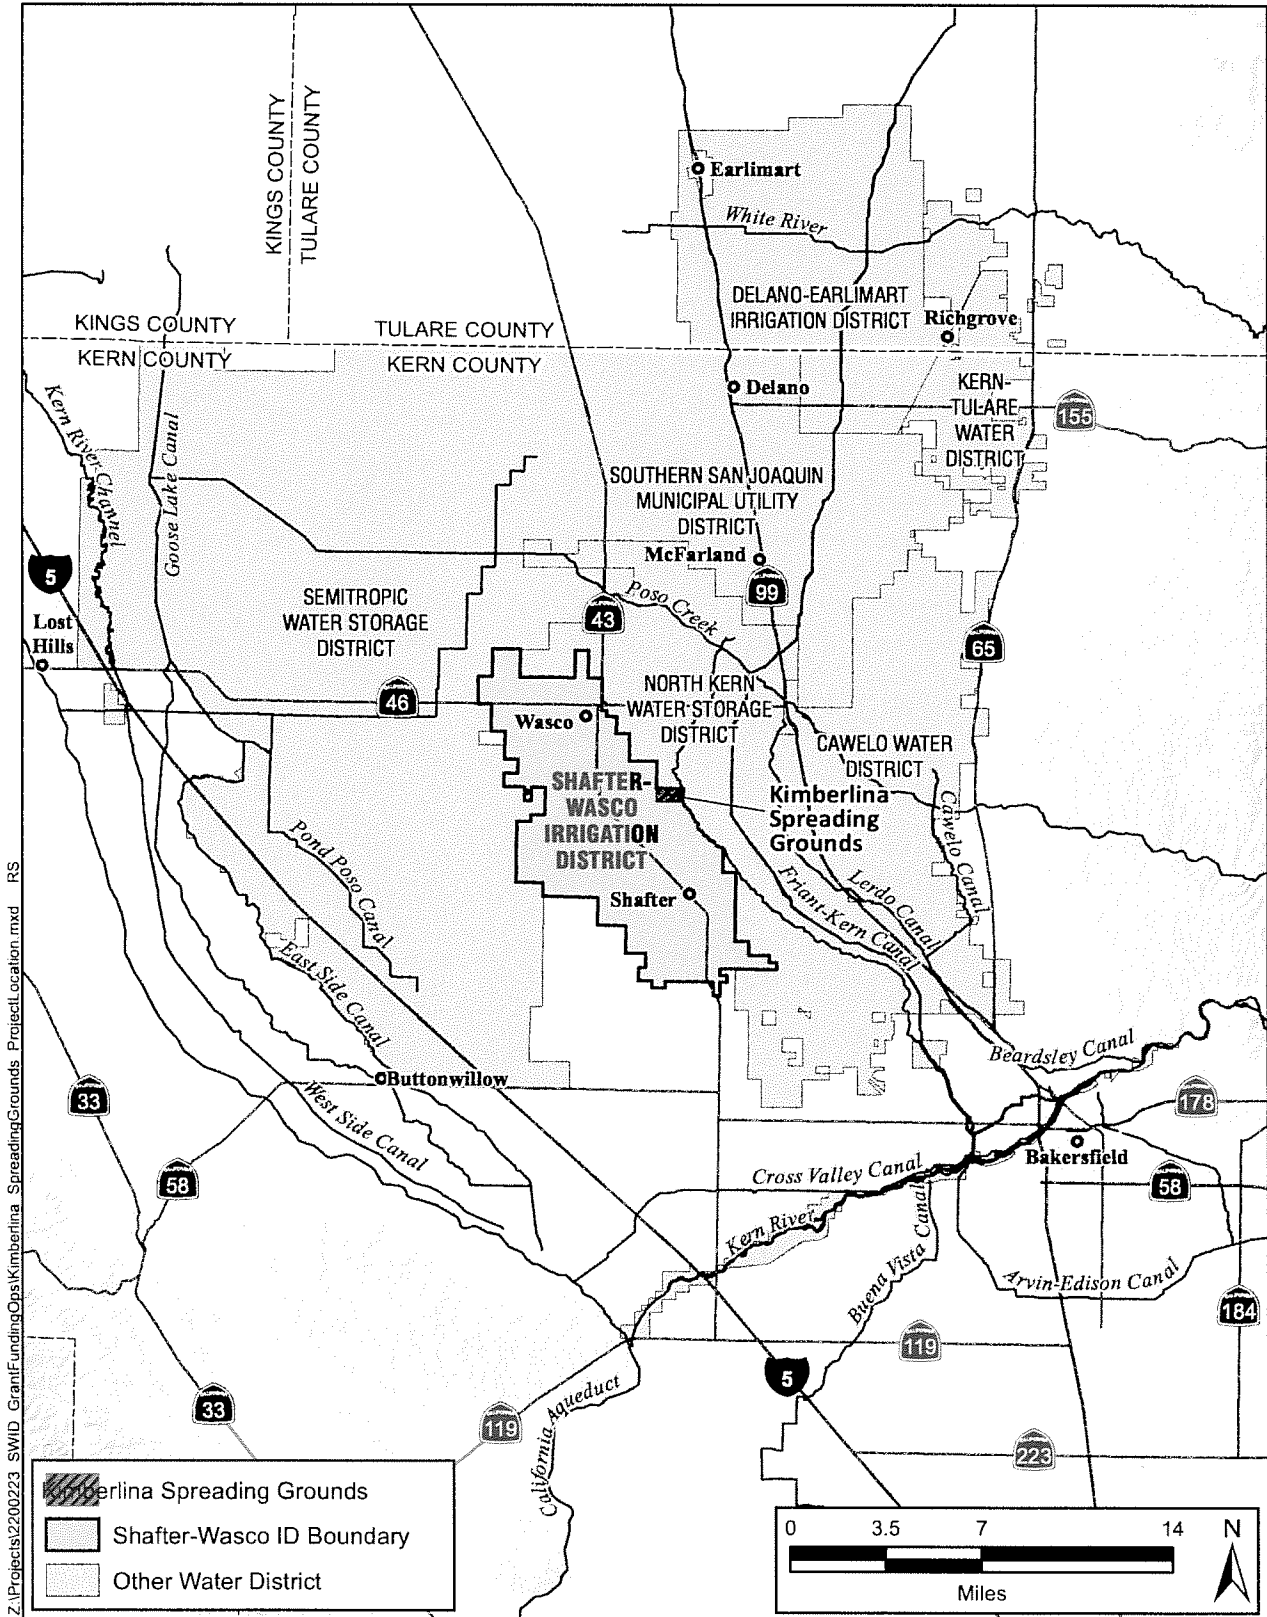 KINGS COUNTY
TULARE COUNTY
Earlimart
White River
DELANO-EARLIMART
IRRIGATION DISTRICT
Richgrove
KINGS COUNTY
TULARE COUNTY
KERN COUNTY
KERN COUNTY
Delano
KERN-
TULARE
WATER
DISTRICT
155
Kern River Channel
Goose Lake Canal
SOUTHERN SAN JOAQUIN
MUNICIPAL UTILITY
DISTRICT
McFarland
5
99
SEMITROPIC
WATER STORAGE
DISTRICT
Poso Creek
43
Lost
Hills
65
46
NORTH KERN
WATER STORAGE
DISTRICT
Wasco
CAWELO WATER
DISTRICT
SHAFTER-
WASCO
IRRIGATION
DISTRICT
Kimberlina
Spreading
Grounds
Cawelo Canal
Pond Poso Canal
Shafter
Friant-Kern Canal
Lerdo Canal
East Side Canal
Beardsley Canal
Buttonwillow
33
West Side Canal
178
58
Cross Valley Canal
Bakersfield
58
Kern River
Buena Vista Canal
Arvin-Edison Canal
184
119
5
33
119
California Aqueduct
223
Kimberlina Spreading Grounds
Shafter-Wasco ID Boundary
Other Water District
0 3.5 7 14
Miles
N
Z:\Projects\2200223_SWID_GrantFundingOps\Kimberlina_SpreadingGrounds_ProjectLocation.mxd RS